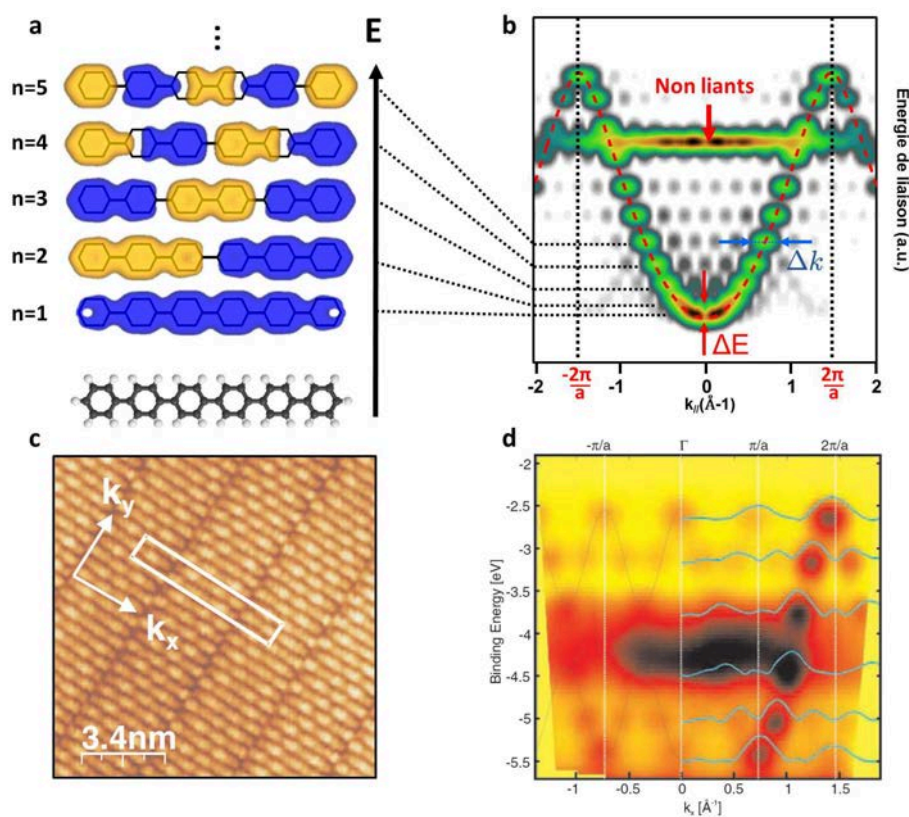 a
E
n=5
n=4
n=3
n=2
n=1
b
Non liants
Δk
ΔE
Energie de liaison (a.u.)
-2 -1 0 1 2
-2π/a 2π/a
k//(Å-1)
c
ky
kx
3.4nm
d
-π/a Γ π/a 2π/a
-2
-2.5
-3
-3.5
-4
-4.5
-5
-5.5
Binding Energy [eV]
-1 -0.5 0 0.5 1 1.5
kx [Å-1]